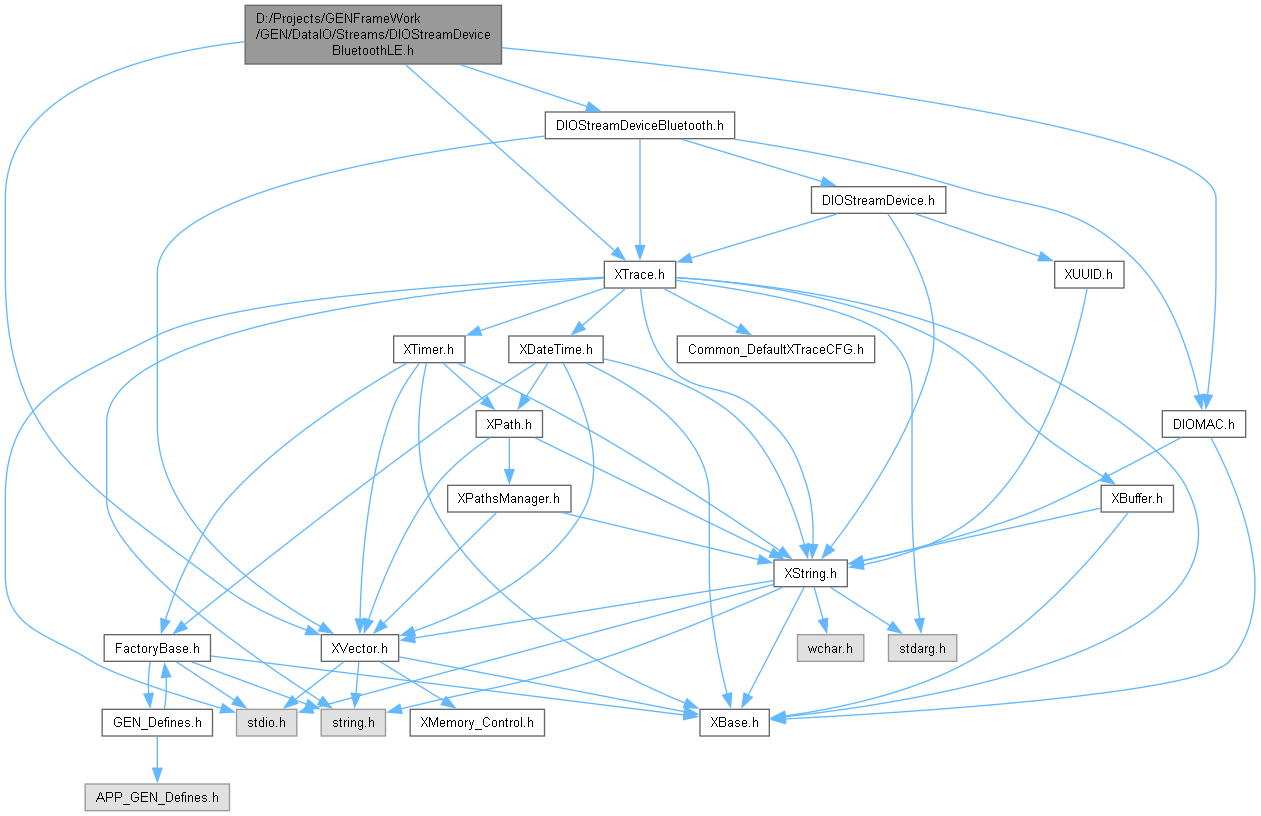 D:/Projects/GENFrameWork
/GEN/DataIO/Streams/DIOStreamDevice
BluetoothLE.h
DIOStreamDeviceBluetooth.h
DIOStreamDevice.h
XTrace.h
XUUID.h
XTimer.h
XDateTime.h
Common_DefaultXTraceCFG.h
XPath.h
DIOMAC.h
XPathsManager.h
XBuffer.h
XString.h
FactoryBase.h
XVector.h
wchar.h
stdarg.h
GEN_Defines.h
stdio.h
string.h
XMemory_Control.h
XBase.h
APP_GEN_Defines.h